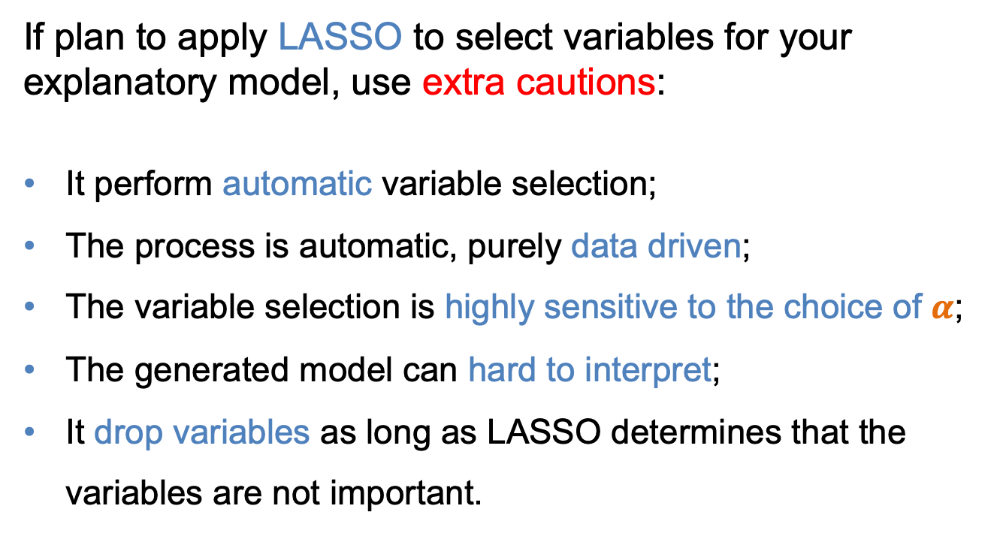 If plan to apply LASSO to select variables for your
explanatory model, use extra cautions:
• It perform automatic variable selection;
• The process is automatic, purely data driven;
• The variable selection is highly sensitive to the choice of α;
• The generated model can hard to interpret;
• It drop variables as long as LASSO determines that the
variables are not important.